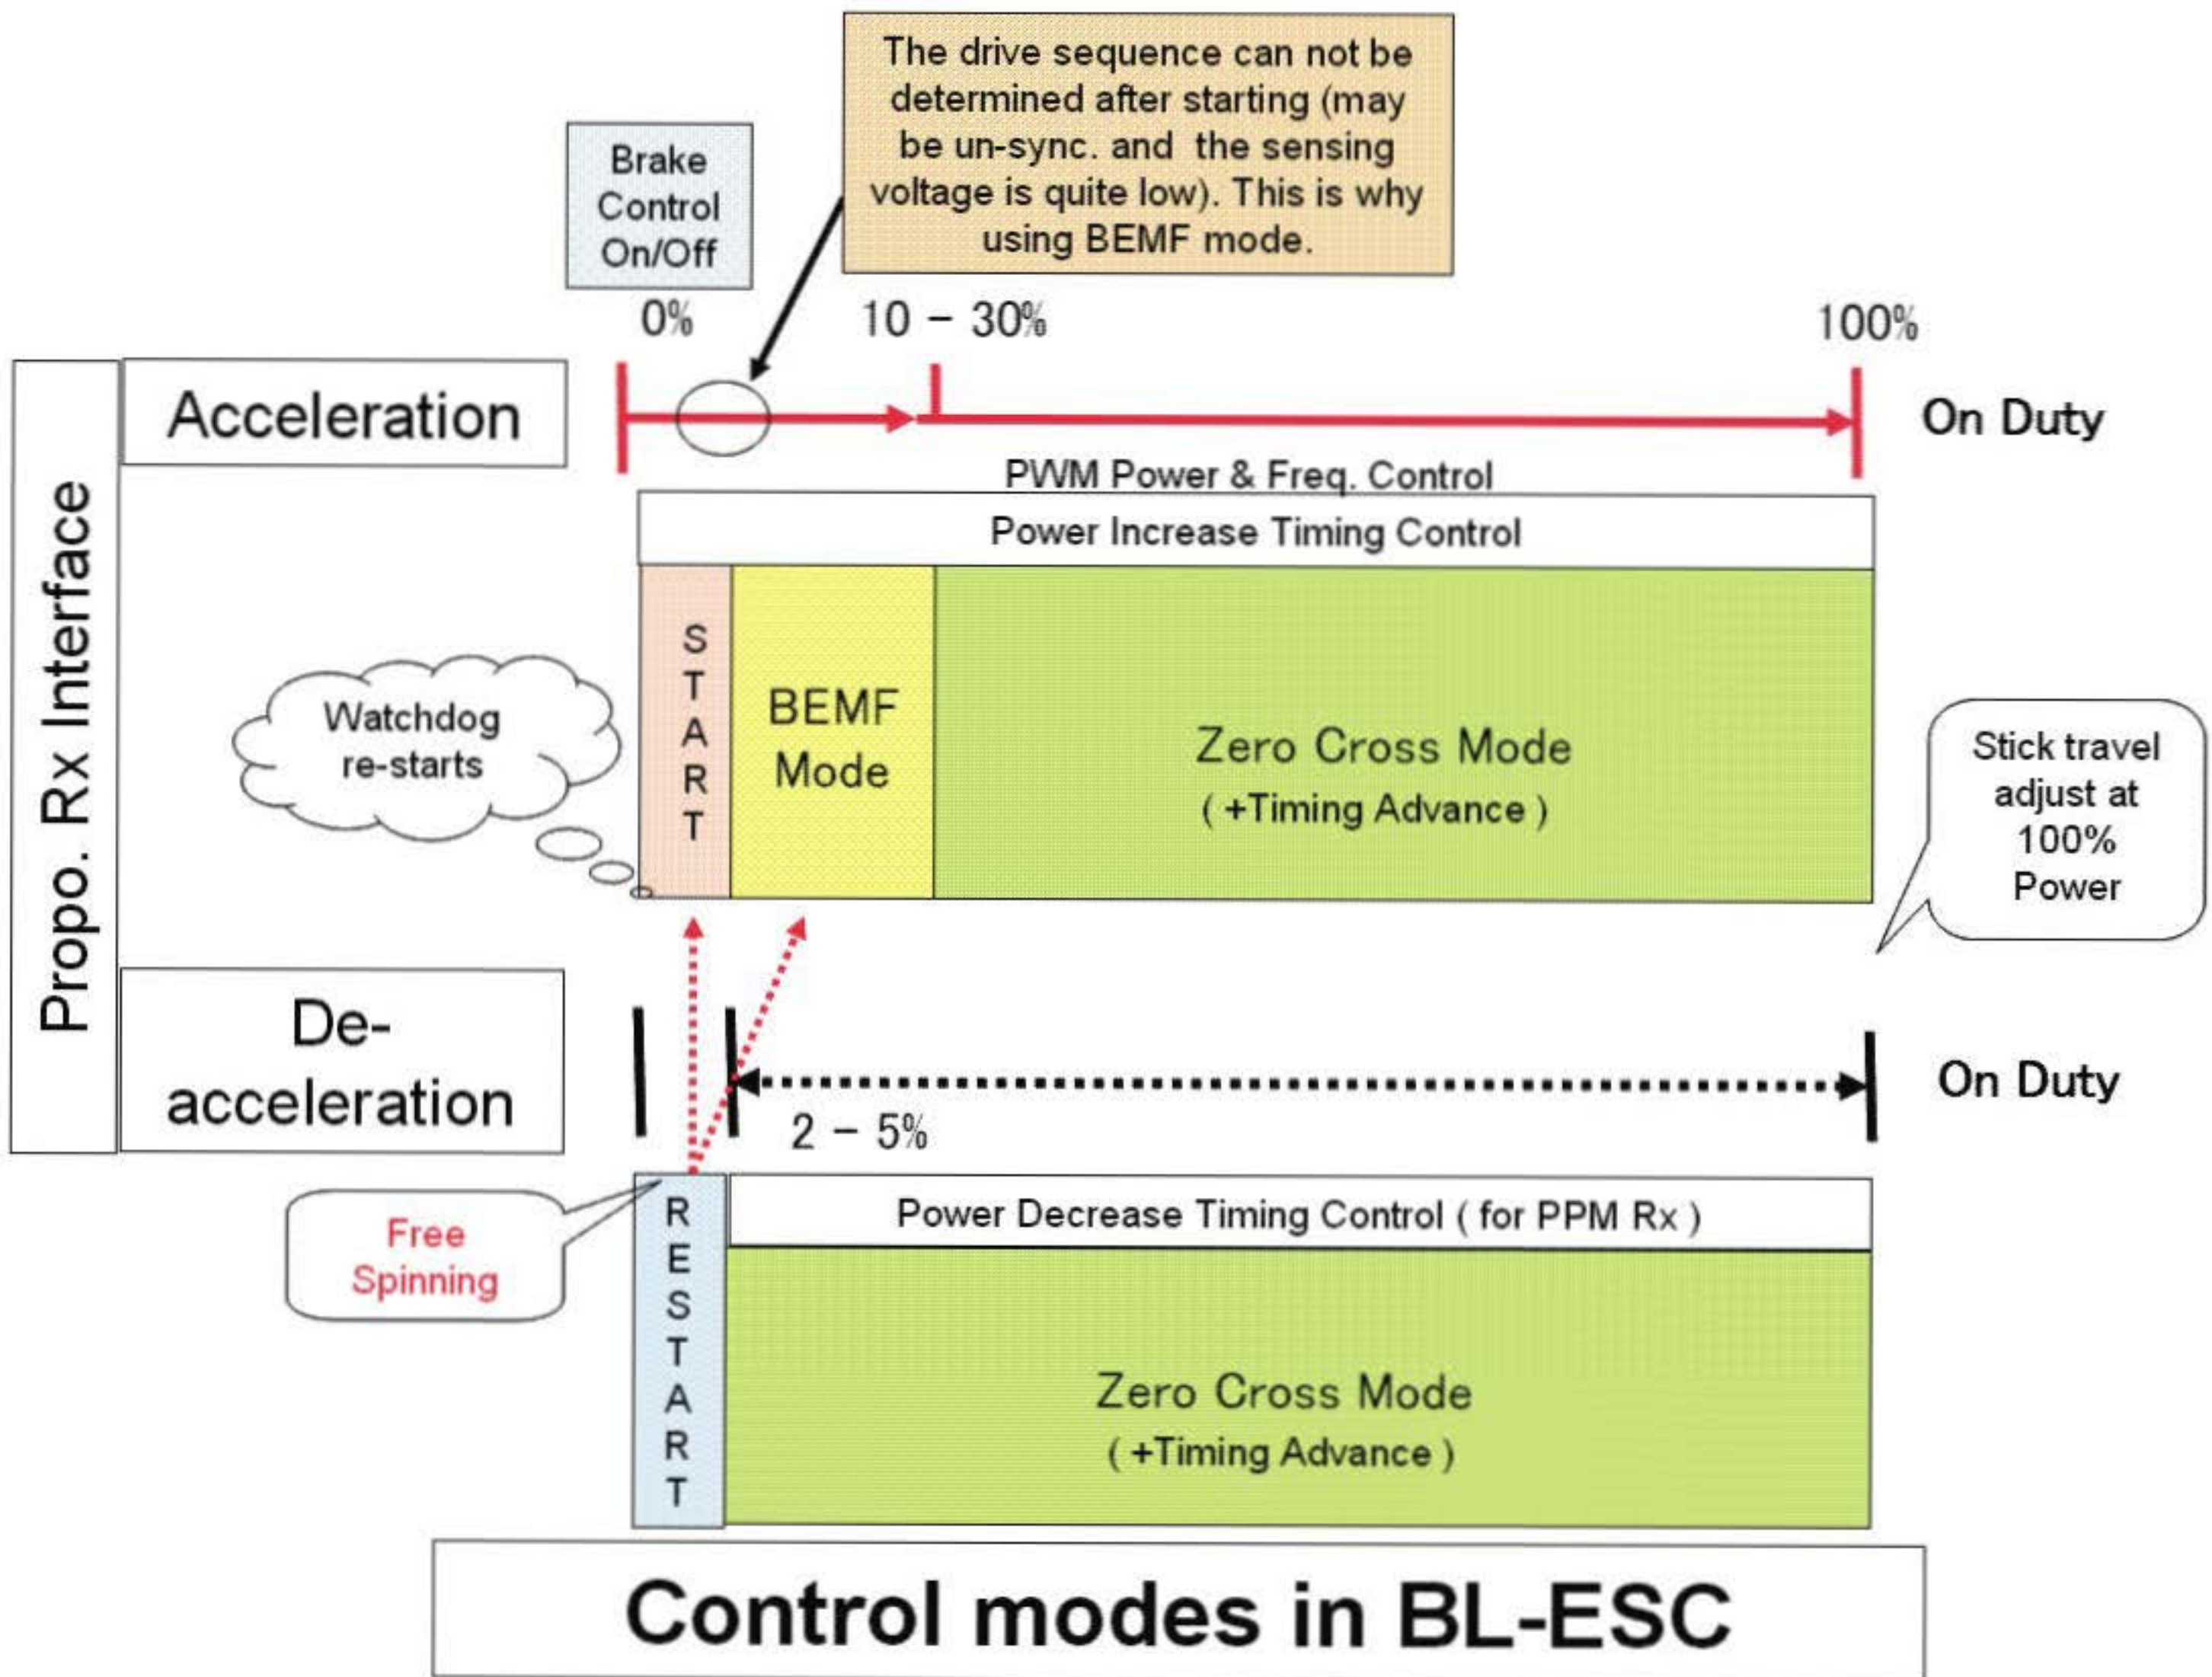 The drive sequence can not be
determined after starting (may
be un-sync. and the sensing
voltage is quite low). This is why
using BEMF mode.
Brake
Control
On/Off
0%
10 - 30%
100%
Propo. Rx Interface
Acceleration
On Duty
PWM Power & Freq. Control
Power Increase Timing Control
START
BEMF
Mode
Zero Cross Mode
( +Timing Advance )
Watchdog
re-starts
Stick travel
adjust at
100%
Power
De-
acceleration
On Duty
2 - 5%
Free
Spinning
RESTART
Power Decrease Timing Control ( for PPM Rx )
Zero Cross Mode
( +Timing Advance )
Control modes in BL-ESC